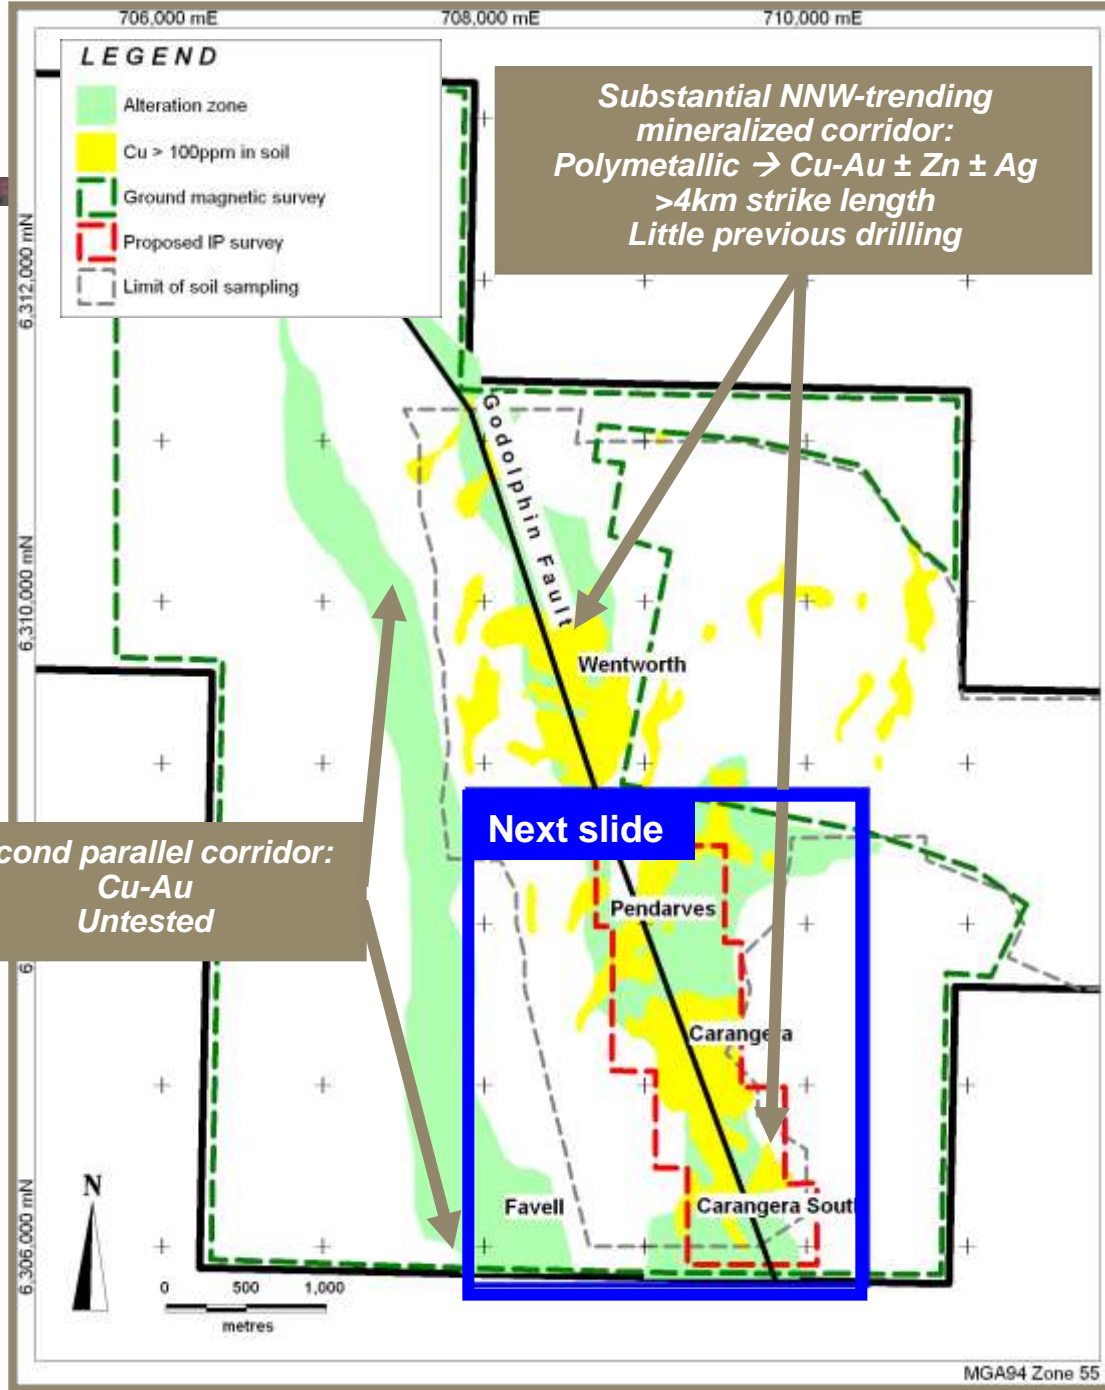 706,000 mE
708,000 mE
710,000 mE
LEGEND
Alteration zone
Cu > 100ppm in soil
Ground magnetic survey
Proposed IP survey
Limit of soil sampling
Substantial NNW-trending
mineralized corridor:
Polymetallic → Cu-Au ± Zn ± Ag
>4km strike length
Little previous drilling
6,312,000 mN
Godolphin Fault
6,310,000 mN
Wentworth
Next slide
cond parallel corridor:
Cu-Au
Untested
Pendarves
Carangera
Favell
Carangera South
6,306,000 mN
N
0 500 1,000
metres
MGA94 Zone 55